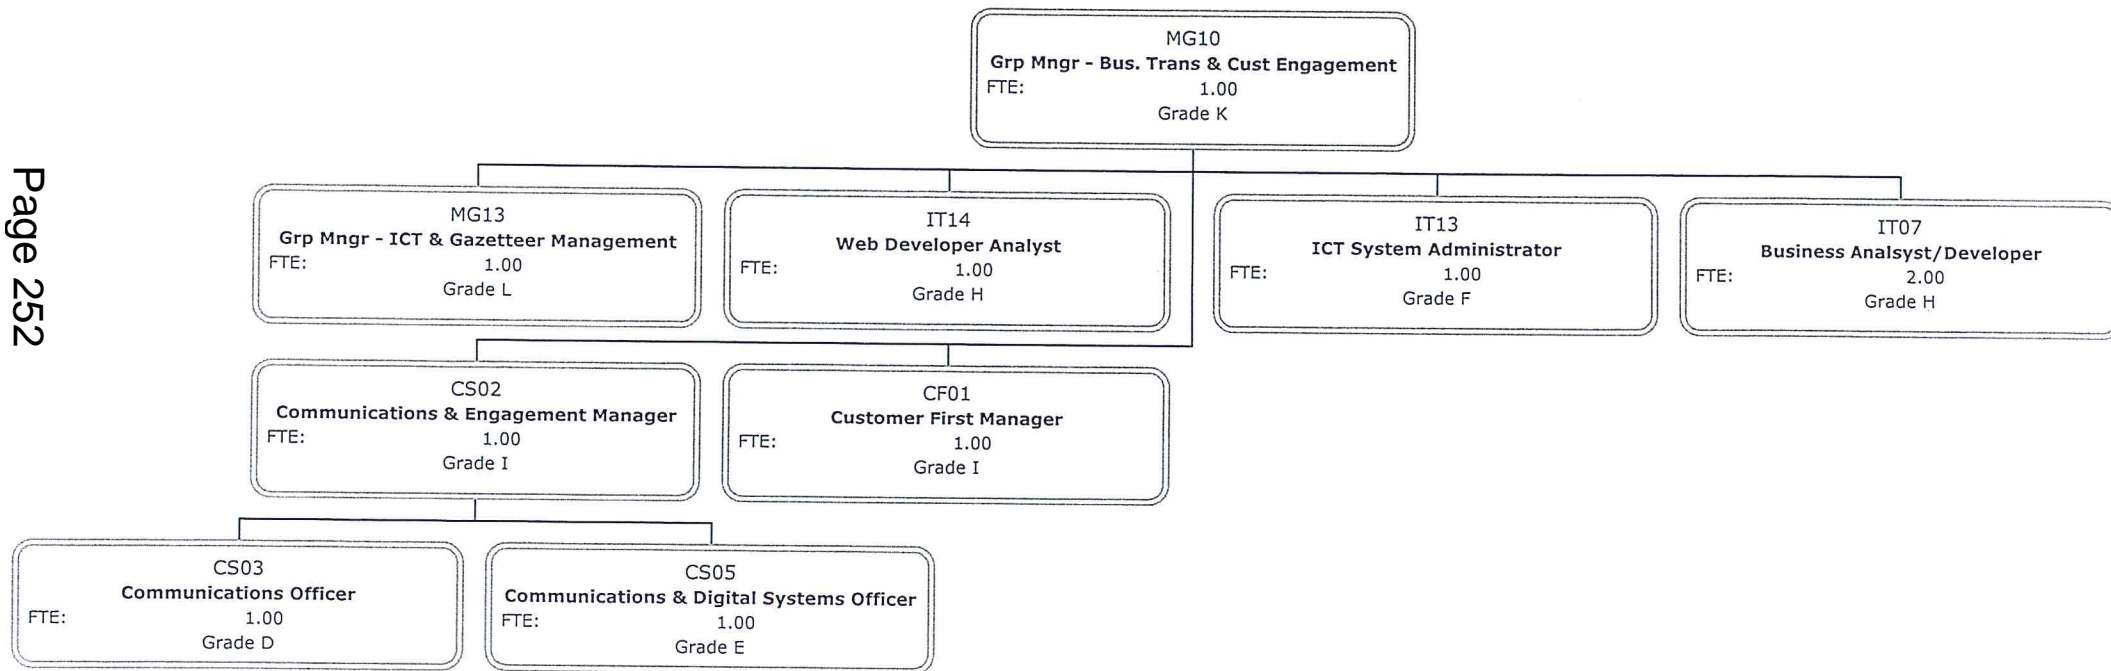 MG10
Grp Mngr - Bus. Trans & Cust Engagement
FTE: 1.00
Grade K
MG13
Grp Mngr - ICT & Gazetteer Management
FTE: 1.00
Grade L
IT14
Web Developer Analyst
FTE: 1.00
Grade H
IT13
ICT System Administrator
FTE: 1.00
Grade F
IT07
Business Analsyst/Developer
FTE: 2.00
Grade H
CS02
Communications & Engagement Manager
FTE: 1.00
Grade I
CF01
Customer First Manager
FTE: 1.00
Grade I
CS03
Communications Officer
FTE: 1.00
Grade D
CS05
Communications & Digital Systems Officer
FTE: 1.00
Grade E
Page 252